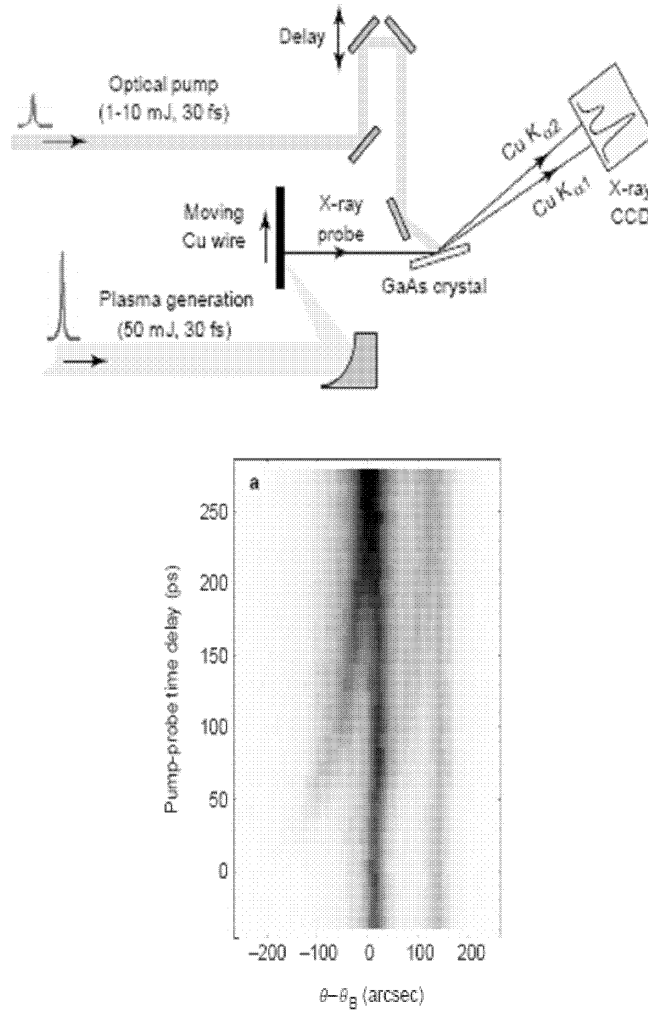 Delay
Optical pump
(1-10 mJ, 30 fs)
Cu Kα2
Cu Kα1
X-ray
CCD
Moving
Cu wire
X-ray
probe
GaAs crystal
Plasma generation
(50 mJ, 30 fs)
a
250
200
150
100
50
0
Pump-probe time delay (ps)
−200 −100 0 100 200
θ−θB (arcsec)